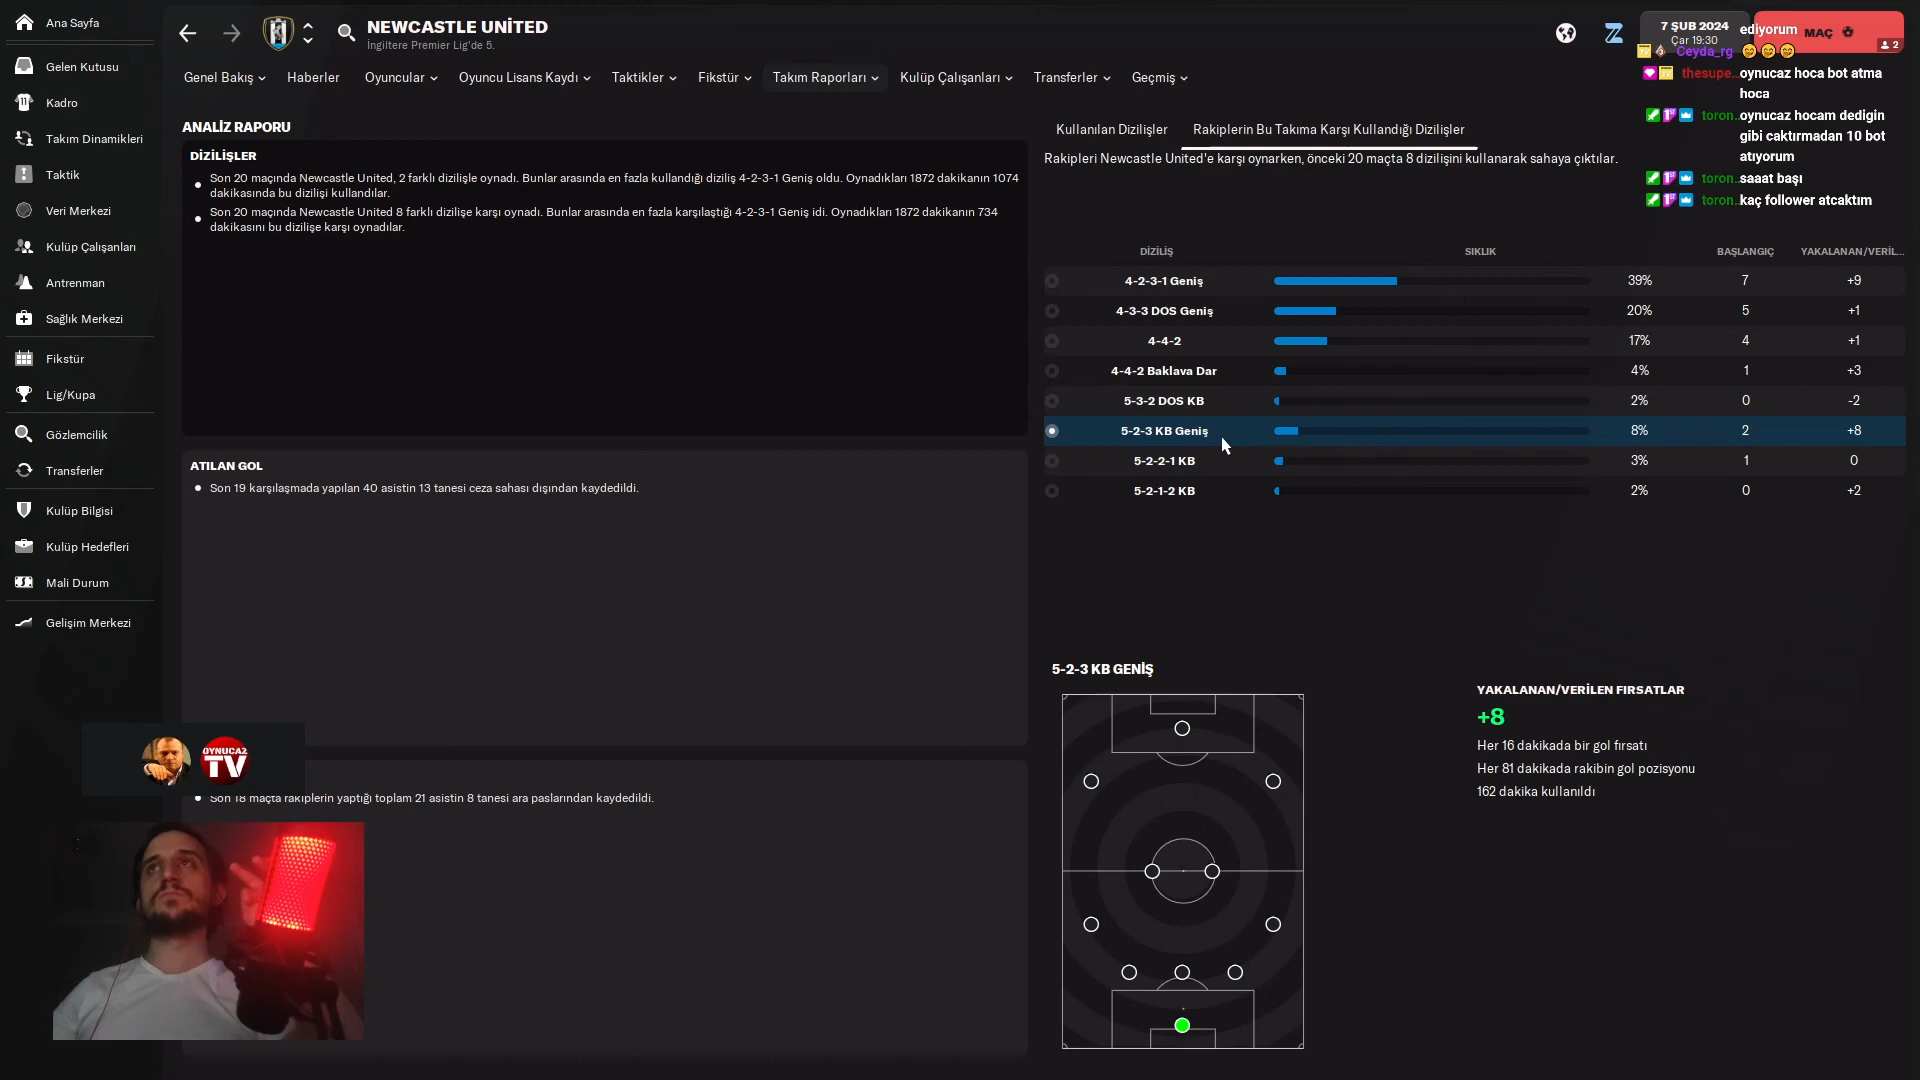 Ana Sayfa
Gelen Kutusu
Kadro
Takım Dinamikleri
Taktik
Veri Merkezi
Kulüp Çalışanları
Antrenman
Sağlık Merkezi
Fikstür
Lig/Kupa
Gözlemcilik
Transferler
Kulüp Bilgisi
Kulüp Hedefleri
Mali Durum
Gelişim Merkezi
NEWCASTLE UNİTED
İngiltere Premier Lig'de 5.
7 ŞUB 2024
Çar 19:30
MAÇ
2
Genel Bakış
Haberler
Oyuncular
Oyuncu Lisans Kaydı
Taktikler
Fikstür
Takım Raporları
Kulüp Çalışanları
Transferler
Geçmiş
ediyorum
Ceyda_rg
thesupe.. oynucaz hoca bot atma
hoca
toron.. oynucaz hocam dedigin
gibi caktırmadan 10 bot
atıyorum
toron.. saaat başı
toron.. kaç follower atcaktım
ANALİZ RAPORU
DİZİLİŞLER
Son 20 maçında Newcastle United, 2 farklı dizilişle oynadı. Bunlar arasında en fazla kullandığı diziliş 4-2-3-1 Geniş oldu. Oynadıkları 1872 dakikanın 1074
dakikasında bu dizilişi kullandılar.
Son 20 maçında Newcastle United 8 farklı dizilişe karşı oynadı. Bunlar arasında en fazla karşılaştığı 4-2-3-1 Geniş idi. Oynadıkları 1872 dakikanın 734
dakikasını bu dizilişe karşı oynadılar.
ATILAN GOL
Son 19 karşılaşmada yapılan 40 asistin 13 tanesi ceza sahası dışından kaydedildi.
Son 18 maçta rakiplerin yaptığı toplam 21 asistin 8 tanesi ara paslarından kaydedildi.
OYNUCAZ
TV
Kullanılan Dizilişler
Rakiplerin Bu Takıma Karşı Kullandığı Dizilişler
Rakipleri Newcastle United'e karşı oynarken, önceki 20 maçta 8 dizilişini kullanarak sahaya çıktılar.
DİZİLİŞ SIKLIK BAŞLANGIÇ YAKALANAN/VERİL...
4-2-3-1 Geniş 39% 7 +9
4-3-3 DOS Geniş 20% 5 +1
4-4-2 17% 4 +1
4-4-2 Baklava Dar 4% 1 +3
5-3-2 DOS KB 2% 0 -2
5-2-3 KB Geniş 8% 2 +8
5-2-2-1 KB 3% 1 0
5-2-1-2 KB 2% 0 +2
5-2-3 KB GENİŞ
YAKALANAN/VERİLEN FIRSATLAR
+8
Her 16 dakikada bir gol fırsatı
Her 81 dakikada rakibin gol pozisyonu
162 dakika kullanıldı